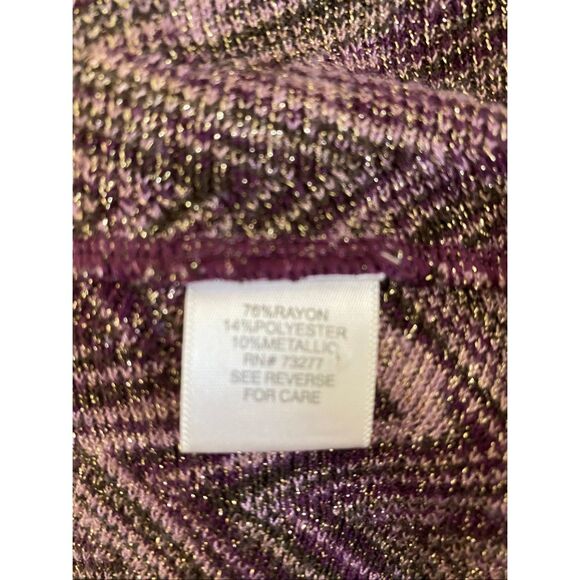 76%RAYON
14%POLYESTER
10%METALLIC
RN# 73277
SEE REVERSE
FOR CARE